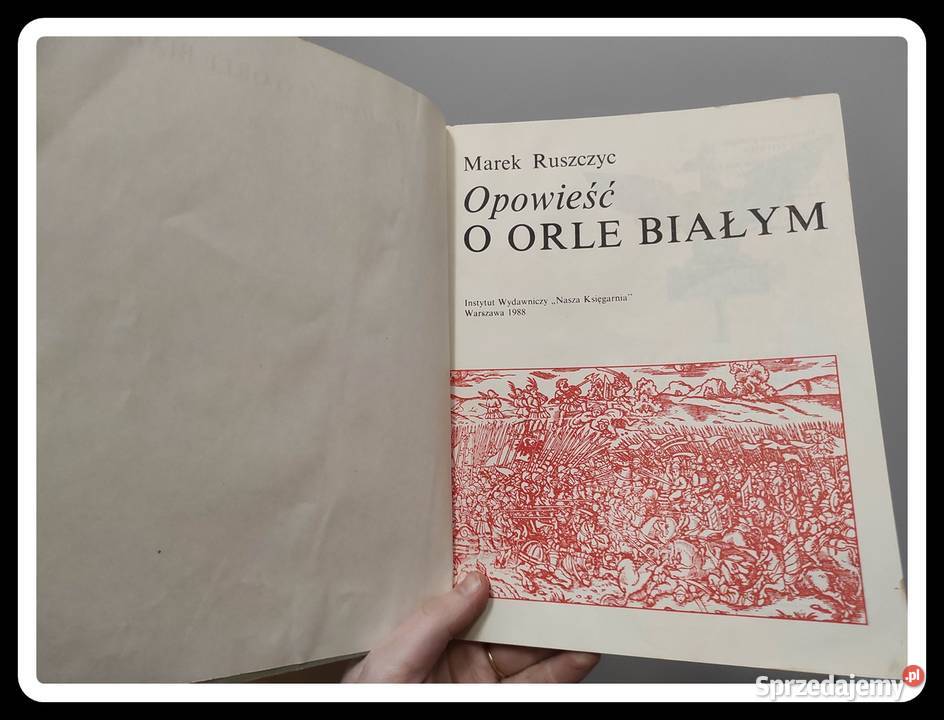 Marek Ruszczyc
Opowieść
O ORLE BIAŁYM
Instytut Wydawniczy „Nasza Księgarnia”
Warszawa 1988
Sprzedajemy.pl